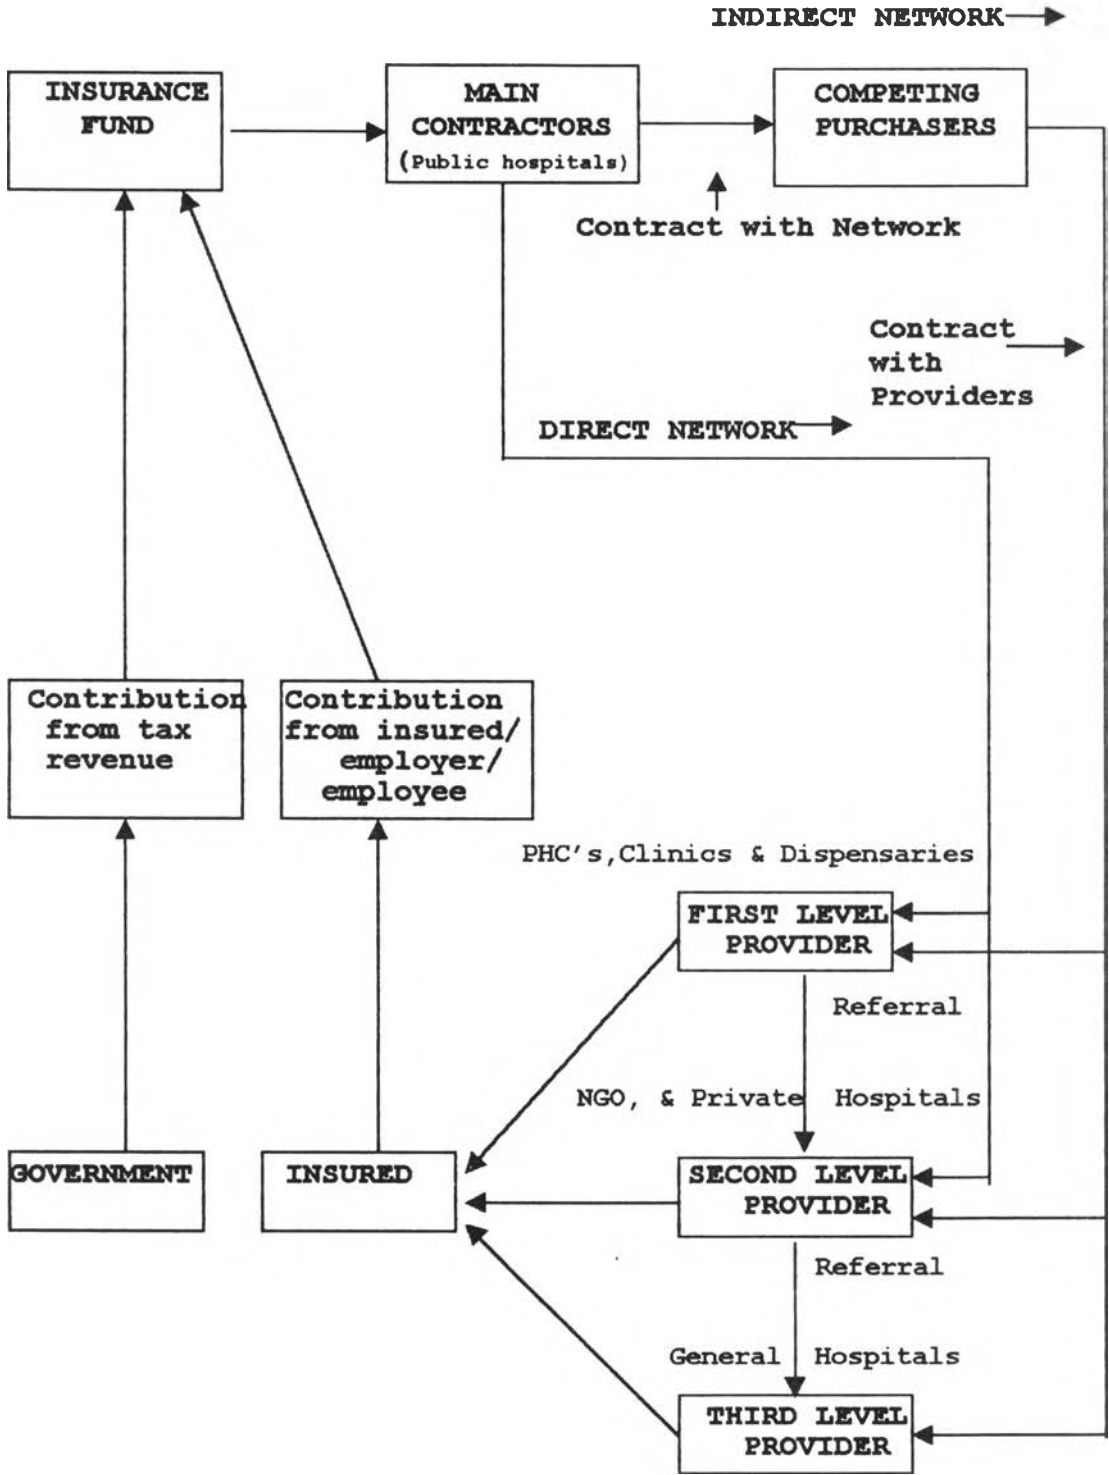 INDIRECT NETWORK
INSURANCE
FUND
MAIN
CONTRACTORS
(Public hospitals)
COMPETING
PURCHASERS
Contract with Network
Contract
with
Providers
DIRECT NETWORK
Contribution
from tax
revenue
Contribution
from insured/
employer/
employee
PHC's,Clinics & Dispensaries
FIRST LEVEL
PROVIDER
Referral
NGO, & Private Hospitals
GOVERNMENT
INSURED
SECOND LEVEL
PROVIDER
Referral
General Hospitals
THIRD LEVEL
PROVIDER